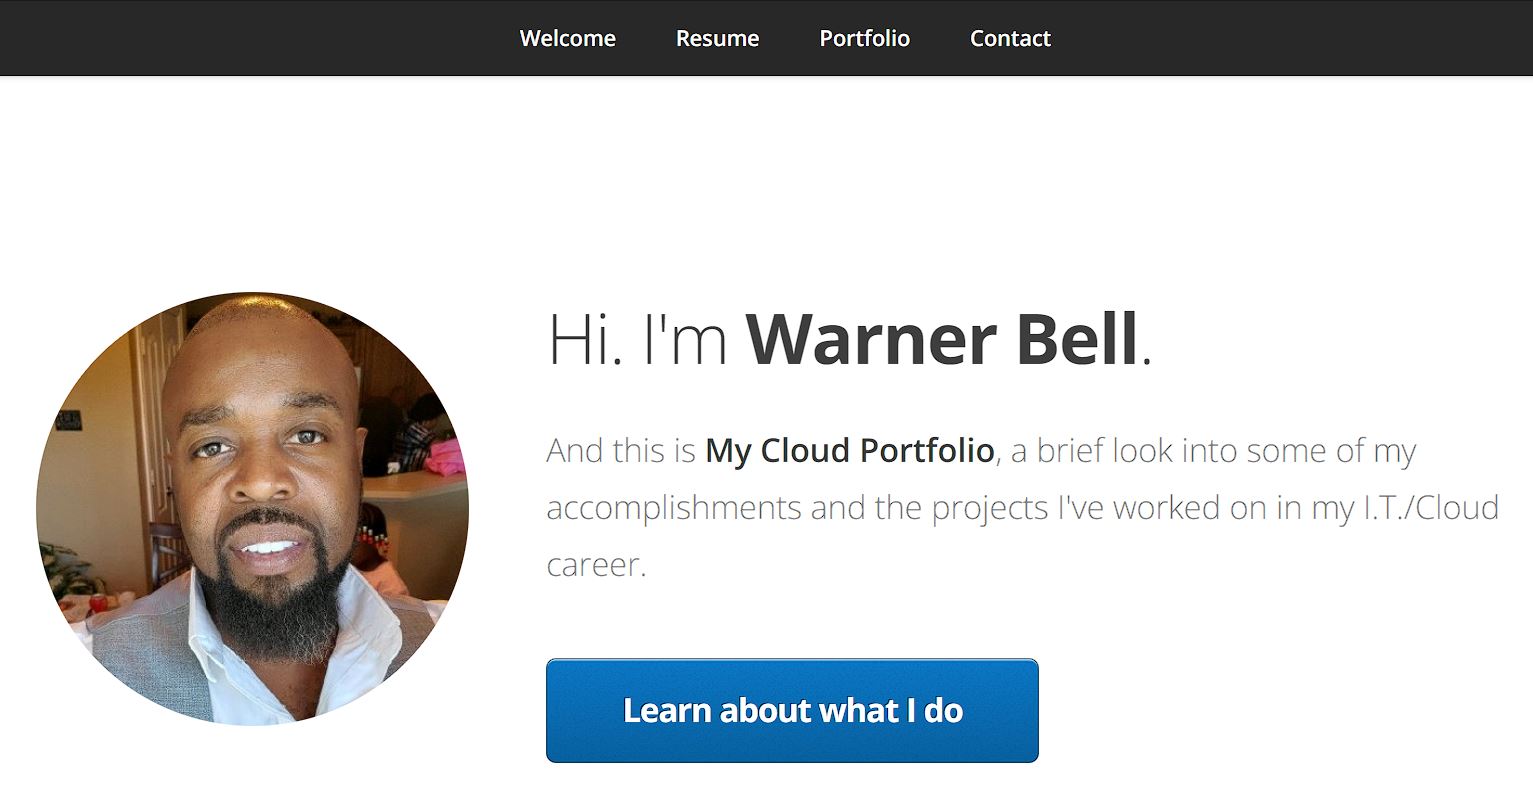 Welcome Resume Portfolio Contact
Hi. I'm Warner Bell.
And this is My Cloud Portfolio, a brief look into some of my
accomplishments and the projects I've worked on in my I.T./Cloud
career.
Learn about what I do